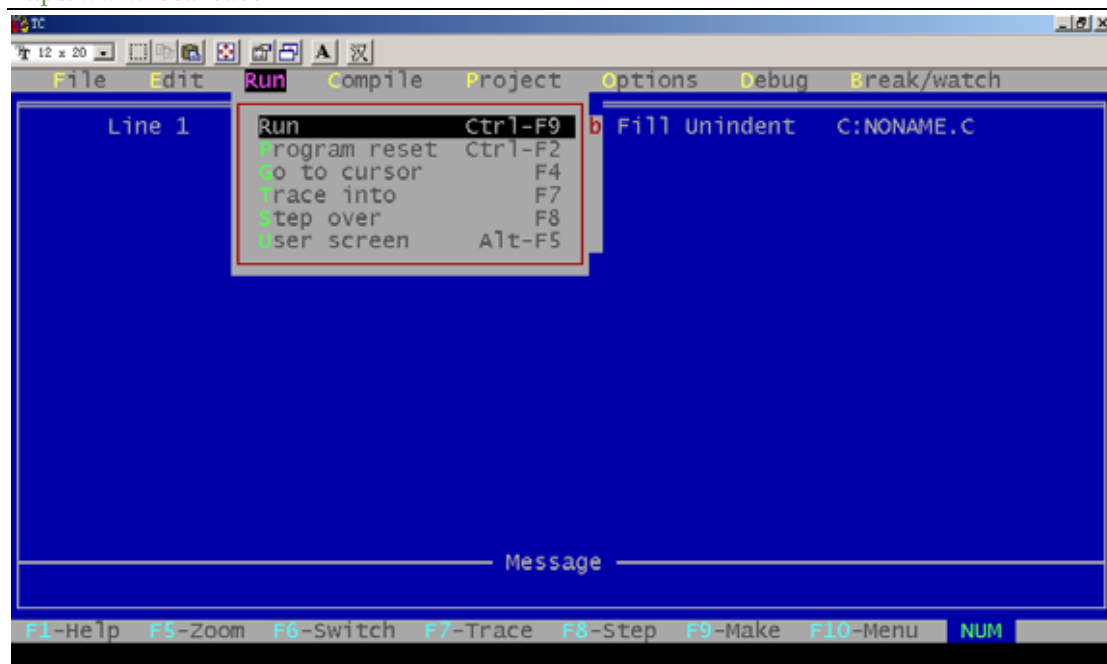 TC
12 x 20
A 汉
File Edit Run Compile Project Options Debug Break/watch
Line 1 b Fill Unindent C:NONAME.C
Run Ctrl-F9
Program reset Ctrl-F2
Go to cursor F4
Trace into F7
Step over F8
User screen Alt-F5
Message
F1-Help F5-Zoom F6-Switch F7-Trace F8-Step F9-Make F10-Menu NUM